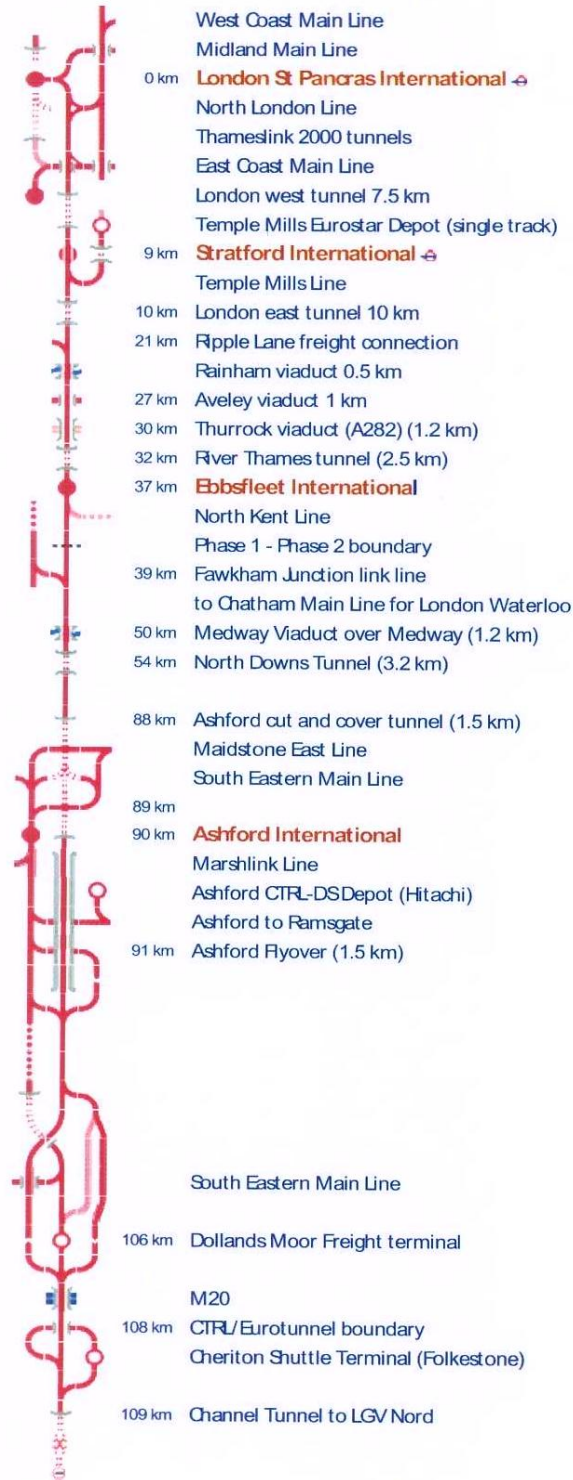 West Coast Main Line
Midland Main Line
0 km London St Pancras International
North London Line
Thameslink 2000 tunnels
East Coast Main Line
London west tunnel 7.5 km
Temple Mills Eurostar Depot (single track)
9 km Stratford International
Temple Mills Line
10 km London east tunnel 10 km
21 km Ripple Lane freight connection
Rainham viaduct 0.5 km
27 km Aveley viaduct 1 km
30 km Thurrock viaduct (A282) (1.2 km)
32 km River Thames tunnel (2.5 km)
37 km Ebbsfleet International
North Kent Line
Phase 1 - Phase 2 boundary
39 km Fawkham Junction link line
to Chatham Main Line for London Waterloo
50 km Medway Viaduct over Medway (1.2 km)
54 km North Downs Tunnel (3.2 km)
88 km Ashford cut and cover tunnel (1.5 km)
Maidstone East Line
South Eastern Main Line
89 km
90 km Ashford International
Marshlink Line
Ashford CTRL-DS Depot (Hitachi)
Ashford to Ramsgate
91 km Ashford Flyover (1.5 km)
South Eastern Main Line
106 km Dollands Moor Freight terminal
M20
108 km CTRL/Eurotunnel boundary
Cheriton Shuttle Terminal (Folkestone)
109 km Channel Tunnel to LGV Nord